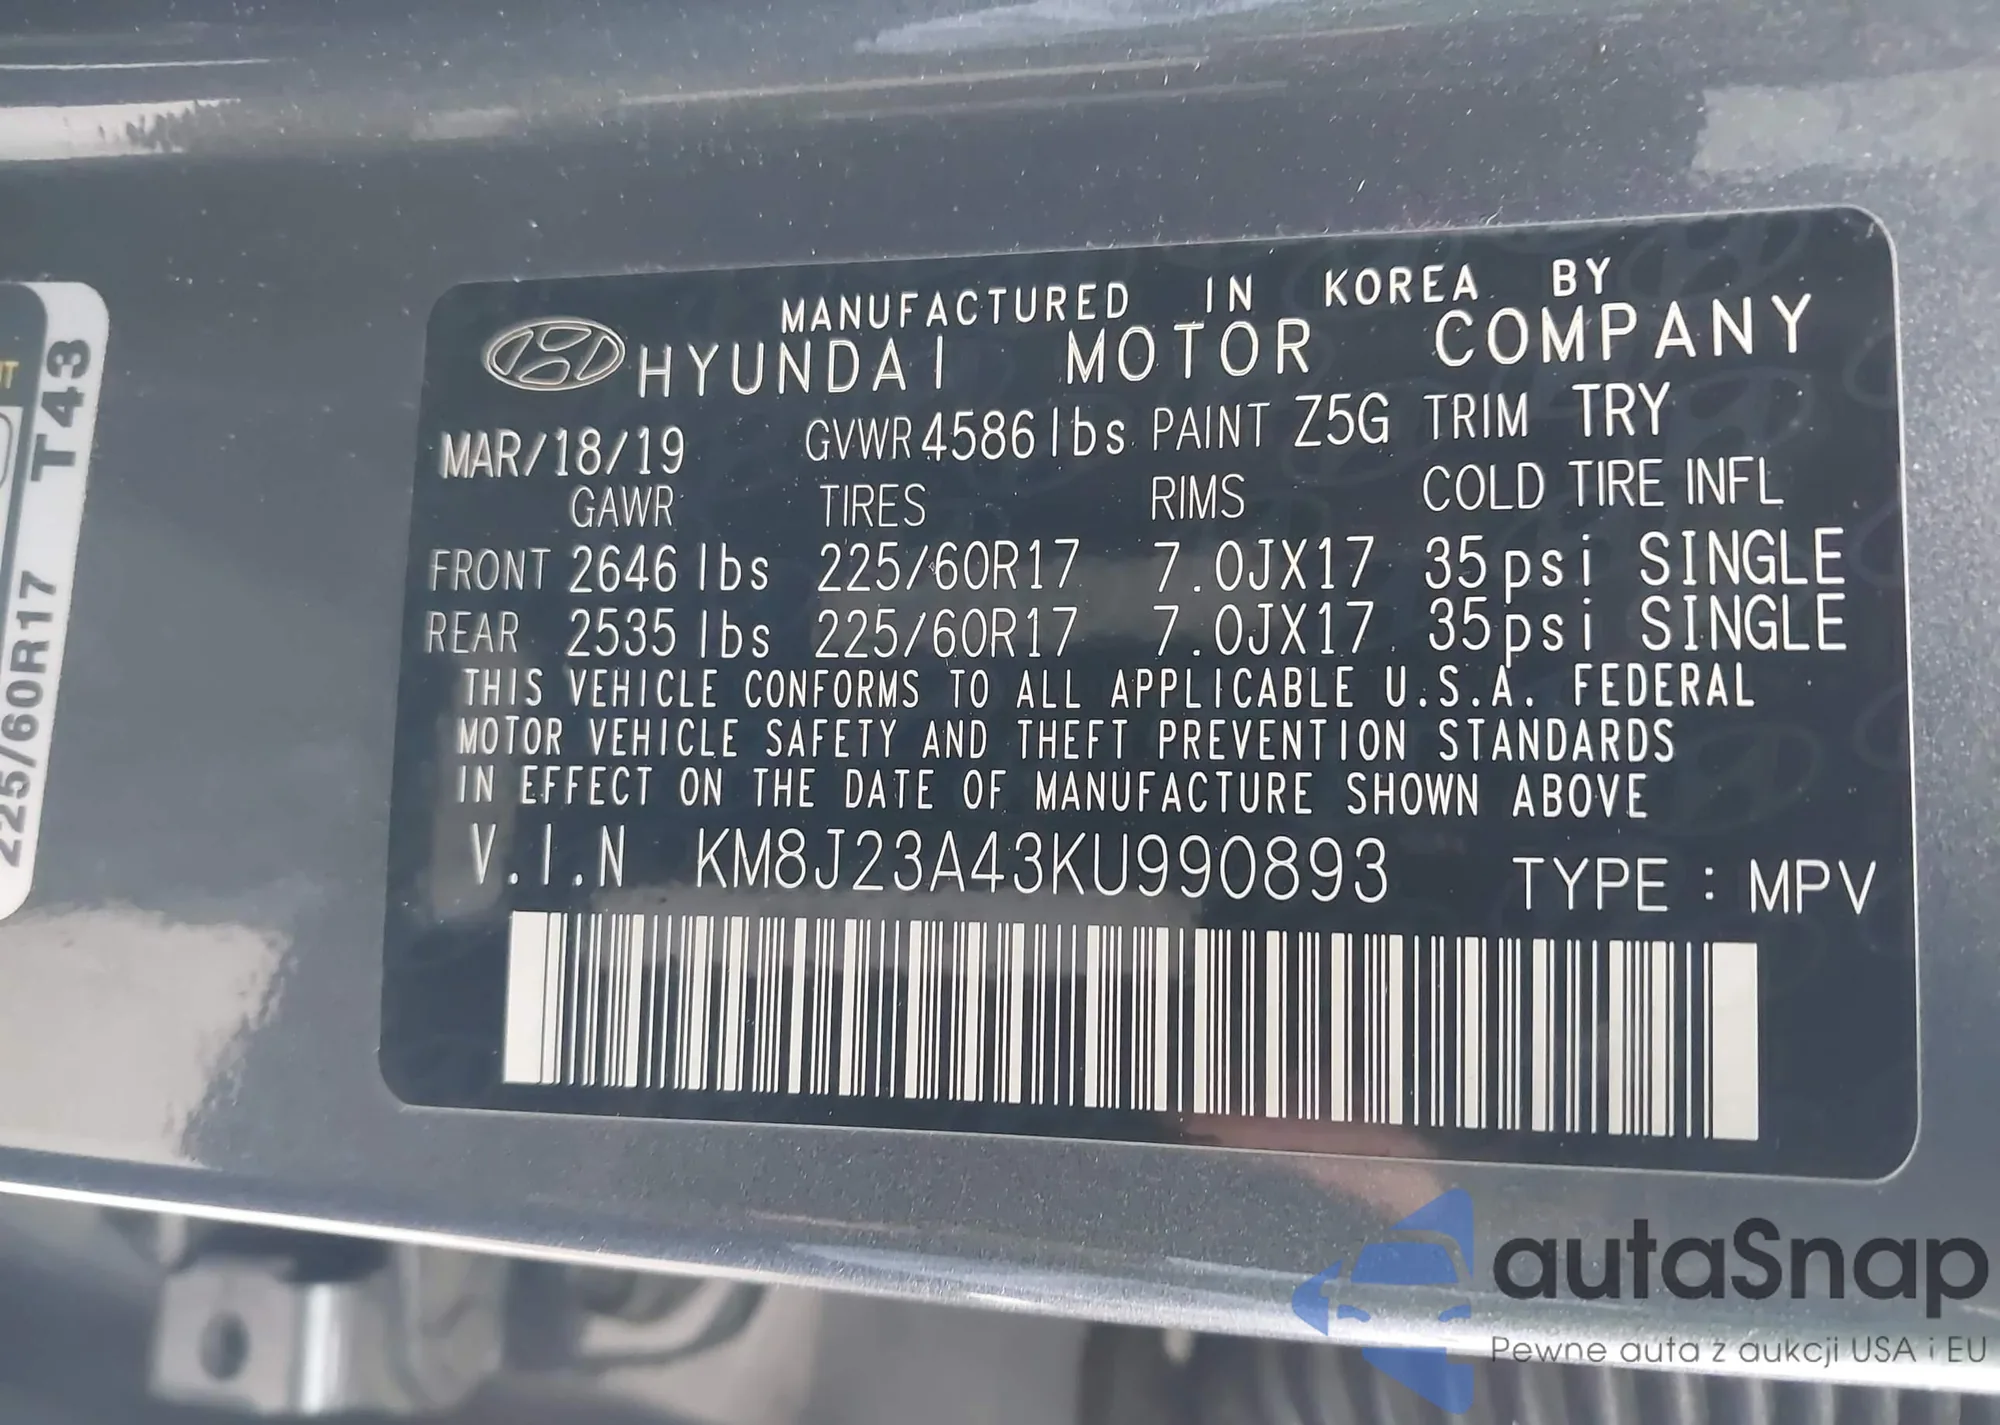 MANUFACTURED IN KOREA BY
HYUNDAI MOTOR COMPANY
MAR/18/19 GVWR 4586 lbs PAINT Z5G TRIM TRY
GAWR TIRES RIMS COLD TIRE INFL
FRONT 2646 lbs 225/60R17 7.0JX17 35psi SINGLE
REAR 2535 lbs 225/60R17 7.0JX17 35psi SINGLE
THIS VEHICLE CONFORMS TO ALL APPLICABLE U.S.A. FEDERAL
MOTOR VEHICLE SAFETY AND THEFT PREVENTION STANDARDS
IN EFFECT ON THE DATE OF MANUFACTURE SHOWN ABOVE
V.I.N KM8J23A43KU990893 TYPE : MPV
225/60R17 T43
autaSnap
Pewne auta z aukcji USA i EU